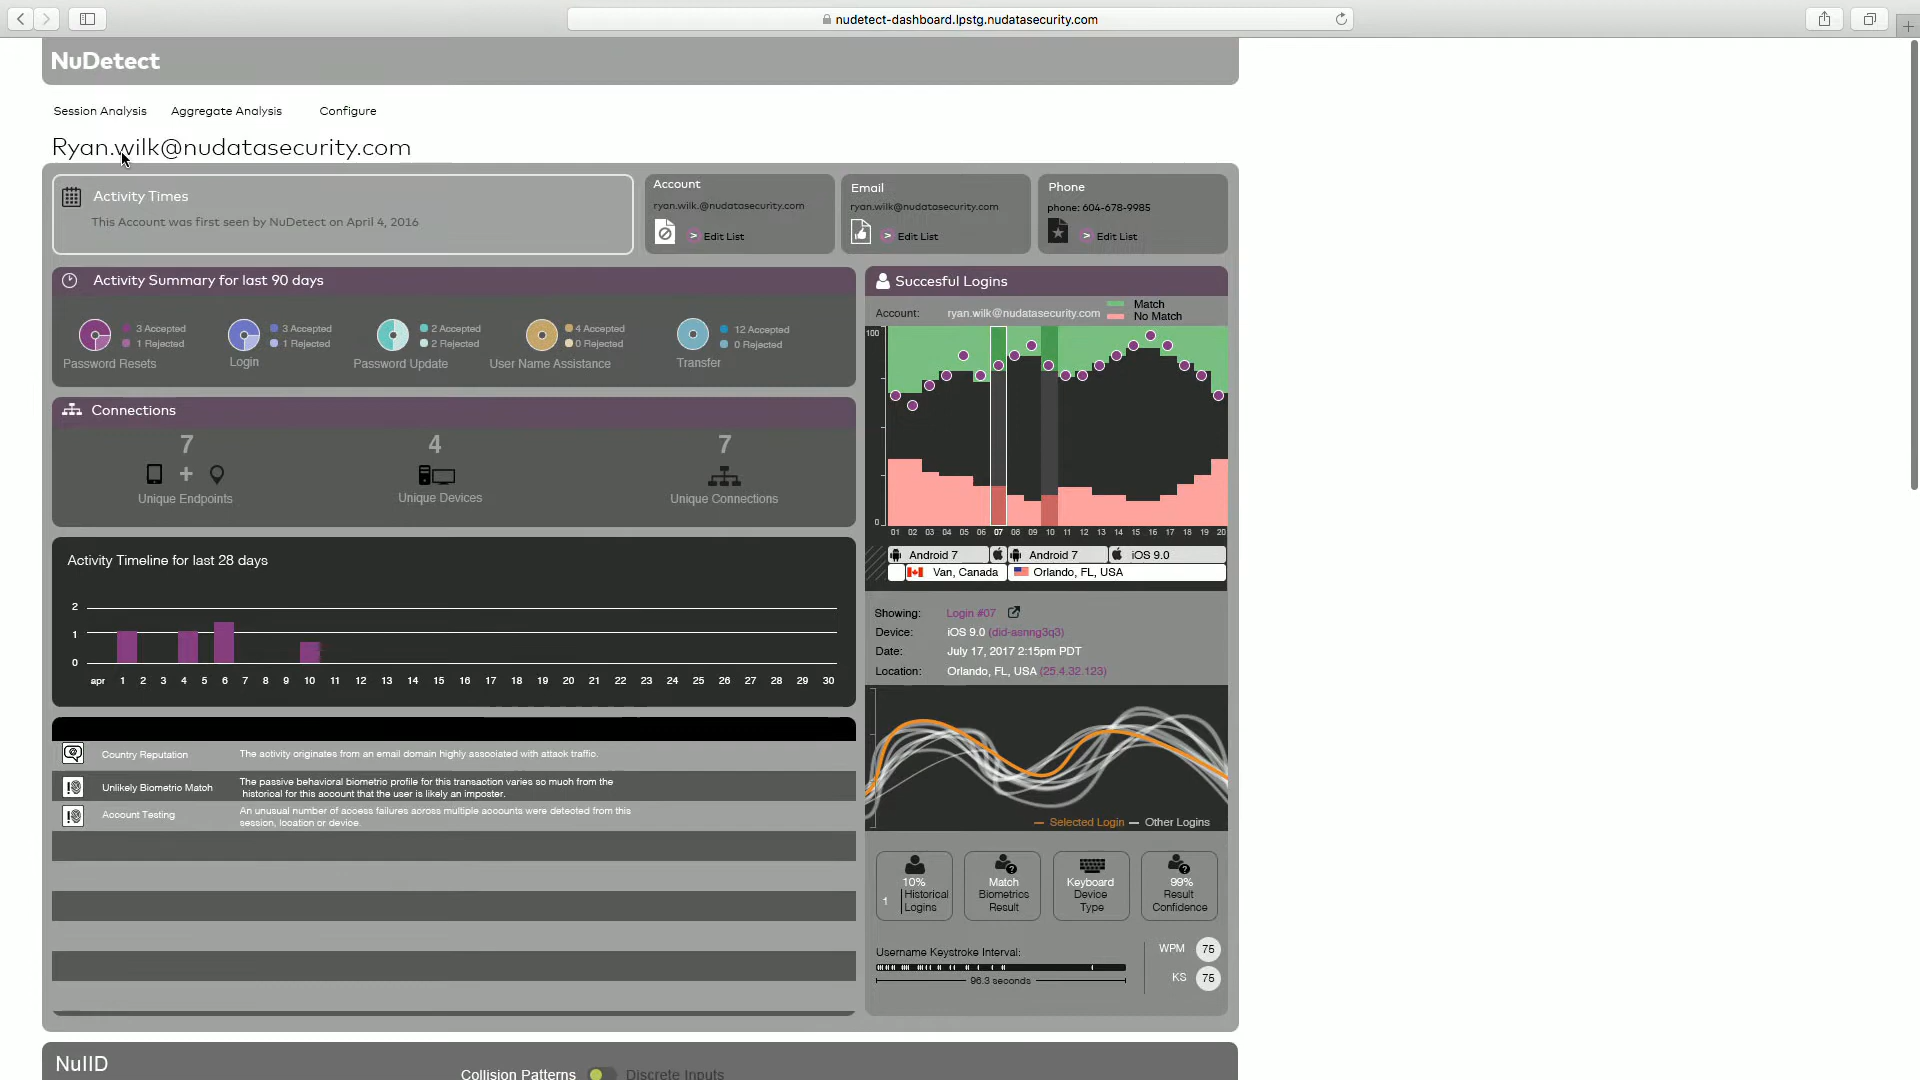 nudetect-dashboard.lpstg.nudatasecurity.com
NuDetect
Session Analysis Aggregate Analysis Configure
Ryan.wilk@nudatasecurity.com
Activity Times
This Account was first seen by NuDetect on April 4, 2016
Account
ryan.wilk.@nudatasecurity.com
> Edit List
Email
ryan.wilk@nudatasecurity.com
> Edit List
Phone
phone: 604-678-9985
> Edit List
Activity Summary for last 90 days
3 Accepted
1 Rejected
Password Resets
3 Accepted
1 Rejected
Login
2 Accepted
2 Rejected
Password Update
4 Accepted
0 Rejected
User Name Assistance
12 Accepted
0 Rejected
Transfer
Connections
7 4 7
+
Unique Endpoints Unique Devices Unique Connections
Activity Timeline for last 28 days
2
1
0
apr 1 2 3 4 5 6 7 8 9 10 11 12 13 14 15 16 17 18 19 20 21 22 23 24 25 26 27 28 29 30
Country Reputation The activity originates from an email domain highly associated with attack traffic.
Unlikely Biometrio Match The passive behavioral biometric profile for this transaction varies so much from the
historical for this account that the user is likely an imposter.
Account Testing An unusual number of access failures across multiple accounts were detected from this
session, location or device.
Succesful Logins
Account: ryan.wilk@nudatasecurity.com
Match
No Match
100
0
01 02 03 04 05 06 07 08 09 10 11 12 13 14 15 16 17 18 19 20
Android 7 Android 7 iOS 9.0
Van, Canada Orlando, FL, USA
Showing: Login #07
Device: iOS 9.0 (did-asnng3q3)
Date: July 17, 2017 2:15pm PDT
Location: Orlando, FL, USA (25.4.32.123)
Selected Login Other Logins
10%
1 Historical
Logins
Match
Biometrics
Result
Keyboard
Device
Type
99%
Result
Confidence
Username Keystroke Interval:
96.3 seconds
WPM 75
KS 75
NuIID
Collision Patterns Discrete Inputs